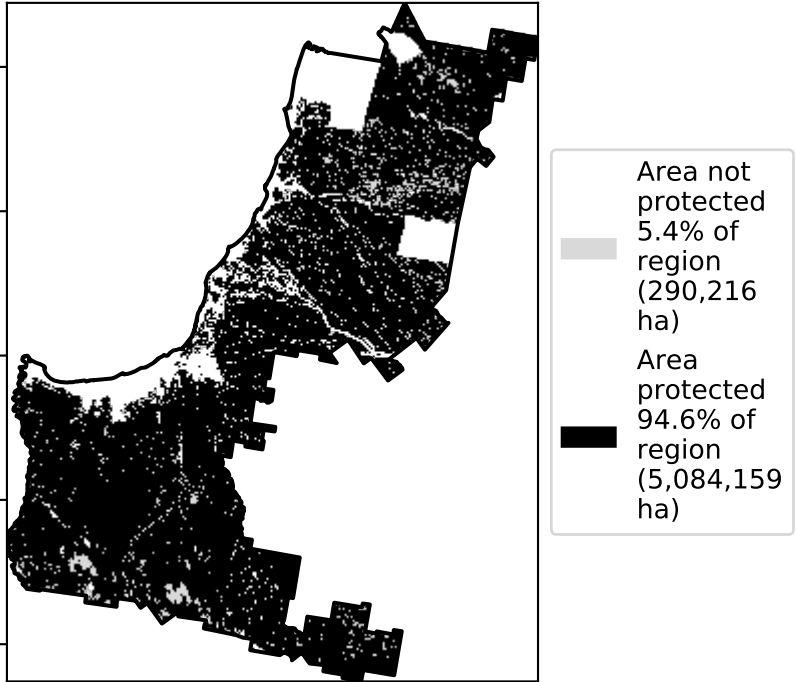 Area not
protected
5.4% of
region
(290,216
ha)
Area
protected
94.6% of
region
(5,084,159
ha)